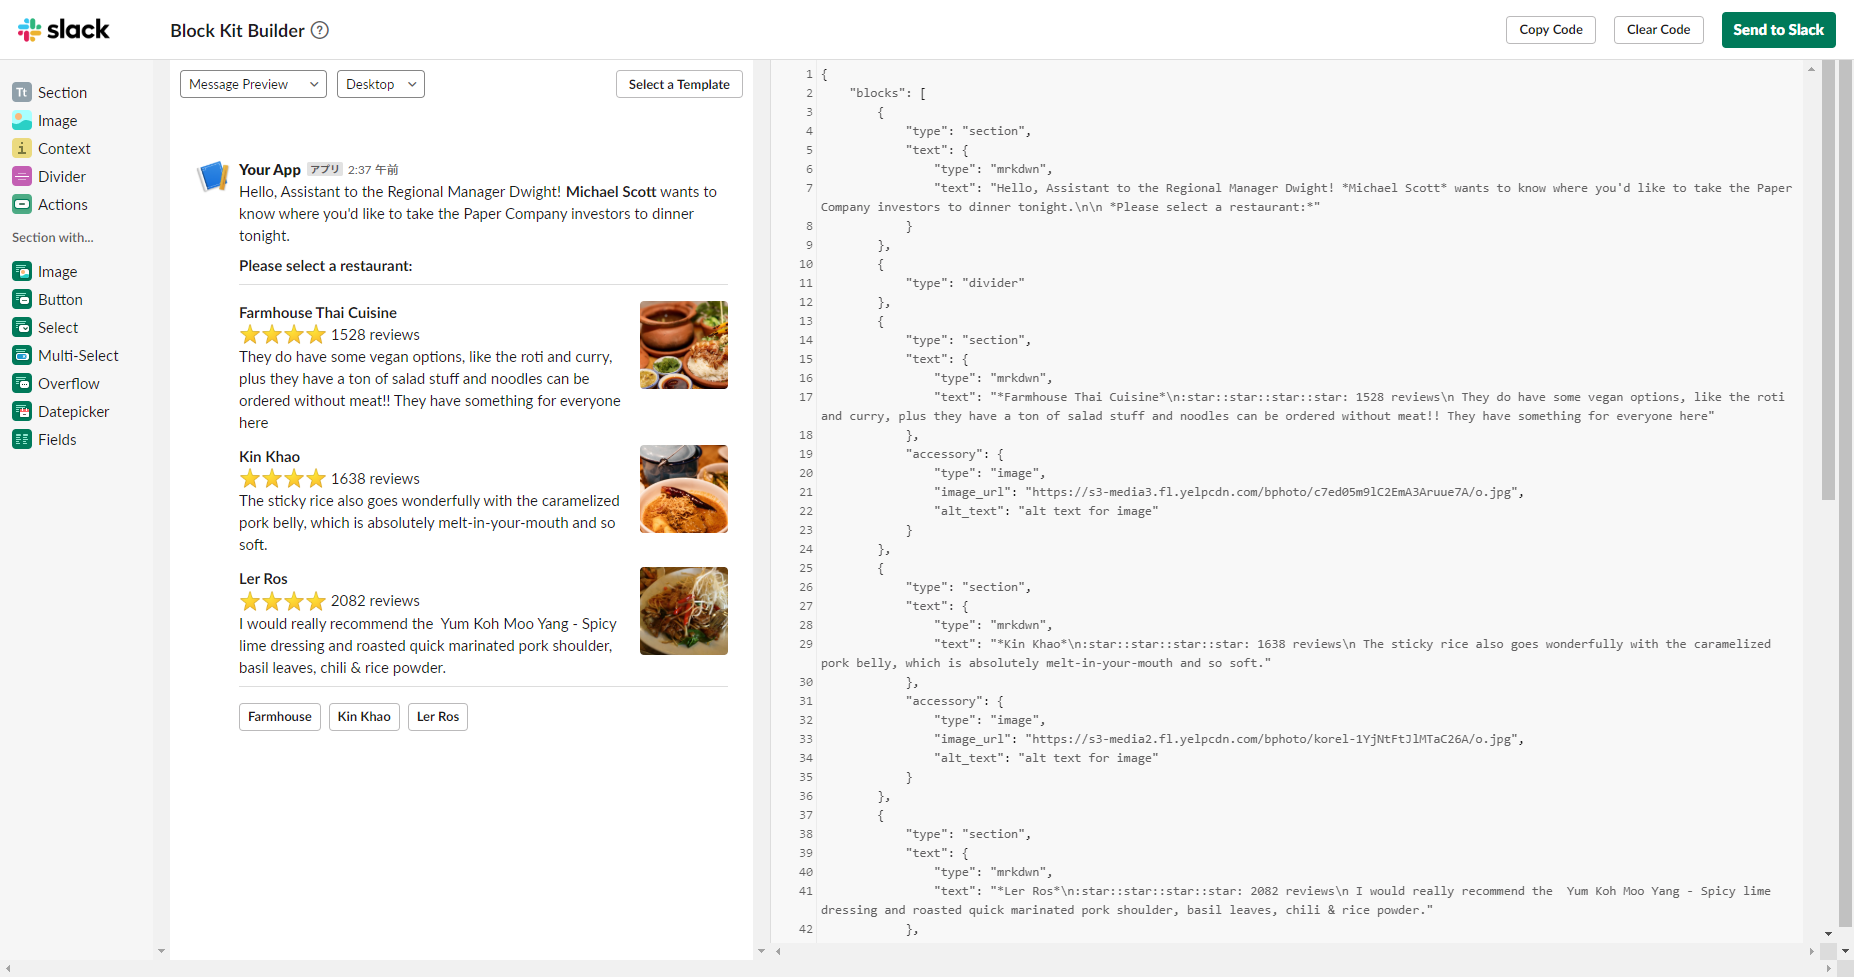 slack
Block Kit Builder ?
Copy Code
Clear Code
Send to Slack
Tt Section
Image
i Context
Divider
Actions
Section with...
Image
Button
Select
Multi-Select
Overflow
Datepicker
Fields
Message Preview
Desktop
Select a Template
Your App アプリ 2:37 午前
Hello, Assistant to the Regional Manager Dwight! Michael Scott wants to
know where you'd like to take the Paper Company investors to dinner
tonight.
Please select a restaurant:
Farmhouse Thai Cuisine
1528 reviews
They do have some vegan options, like the roti and curry,
plus they have a ton of salad stuff and noodles can be
ordered without meat!! They have something for everyone
here
Kin Khao
1638 reviews
The sticky rice also goes wonderfully with the caramelized
pork belly, which is absolutely melt-in-your-mouth and so
soft.
Ler Ros
2082 reviews
I would really recommend the  Yum Koh Moo Yang - Spicy
lime dressing and roasted quick marinated pork shoulder,
basil leaves, chili & rice powder.
Farmhouse
Kin Khao
Ler Ros
1 {
2 "blocks": [
3 {
4 "type": "section",
5 "text": {
6 "type": "mrkdwn",
7 "text": "Hello, Assistant to the Regional Manager Dwight! *Michael Scott* wants to know where you'd like to take the Paper
Company investors to dinner tonight.\n\n *Please select a restaurant:*"
8 }
9 },
10 {
11 "type": "divider"
12 },
13 {
14 "type": "section",
15 "text": {
16 "type": "mrkdwn",
17 "text": "*Farmhouse Thai Cuisine*\n:star::star::star::star: 1528 reviews\n They do have some vegan options, like the roti
and curry, plus they have a ton of salad stuff and noodles can be ordered without meat!! They have something for everyone here"
18 },
19 "accessory": {
20 "type": "image",
21 "image_url": "https://s3-media3.fl.yelpcdn.com/bphoto/c7ed05m9lC2EmA3Aruue7A/o.jpg",
22 "alt_text": "alt text for image"
23 }
24 },
25 {
26 "type": "section",
27 "text": {
28 "type": "mrkdwn",
29 "text": "*Kin Khao*\n:star::star::star::star: 1638 reviews\n The sticky rice also goes wonderfully with the caramelized
pork belly, which is absolutely melt-in-your-mouth and so soft."
30 },
31 "accessory": {
32 "type": "image",
33 "image_url": "https://s3-media2.fl.yelpcdn.com/bphoto/korel-1YjNtFtJlMTaC26A/o.jpg",
34 "alt_text": "alt text for image"
35 }
36 },
37 {
38 "type": "section",
39 "text": {
40 "type": "mrkdwn",
41 "text": "*Ler Ros*\n:star::star::star::star: 2082 reviews\n I would really recommend the  Yum Koh Moo Yang - Spicy lime
dressing and roasted quick marinated pork shoulder, basil leaves, chili & rice powder."
42 },